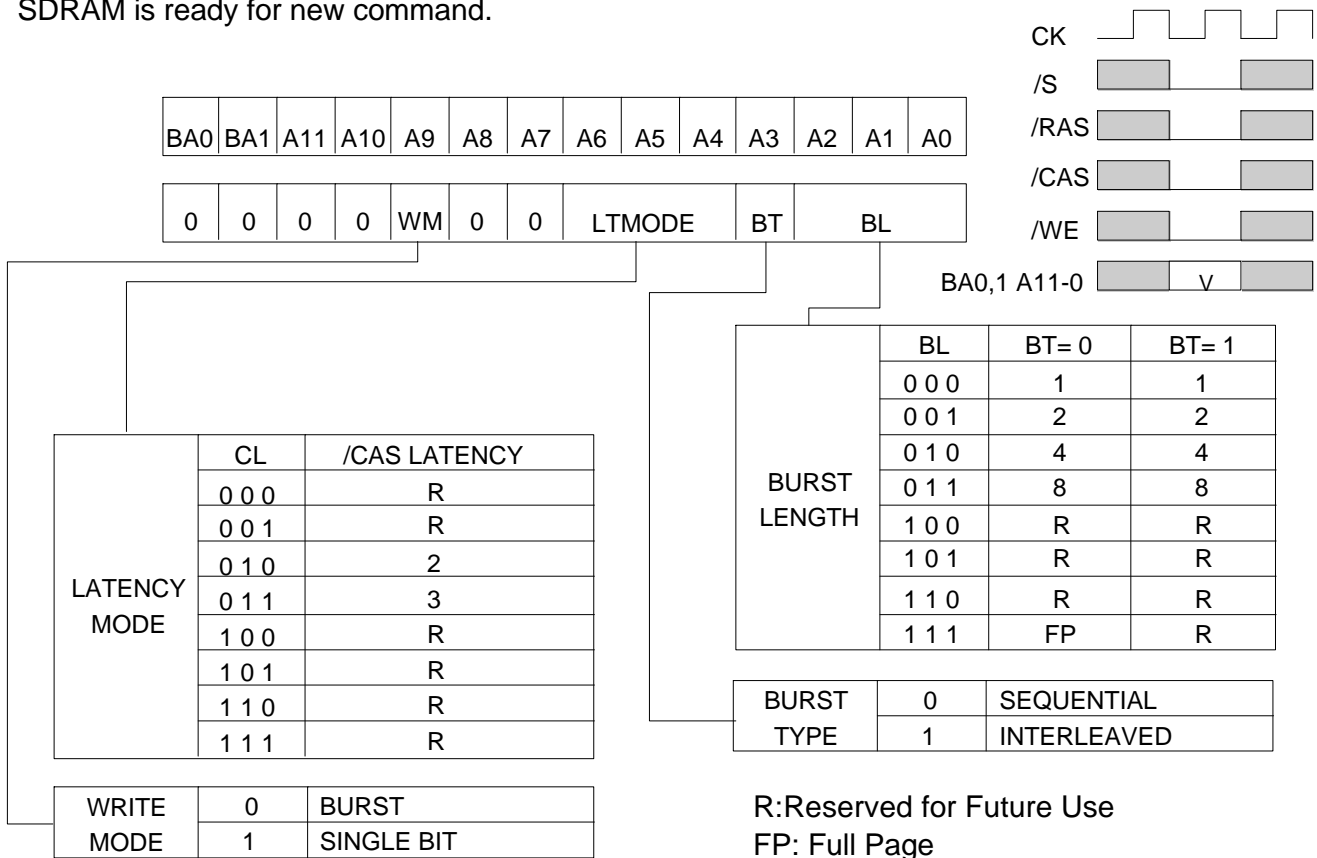 SDRAM is ready for new command.
CK
/S
/RAS
/CAS
/WE
BA0,1 A11-0 V
BA0 BA1 A11 A10 A9 A8 A7 A6 A5 A4 A3 A2 A1 A0
0 0 0 0 WM 0 0 LTMODE BT BL
BURST LENGTH
BL BT= 0 BT= 1
0 0 0 1 1
0 0 1 2 2
0 1 0 4 4
0 1 1 8 8
1 0 0 R R
1 0 1 R R
1 1 0 R R
1 1 1 FP R
LATENCY MODE
CL /CAS LATENCY
0 0 0 R
0 0 1 R
0 1 0 2
0 1 1 3
1 0 0 R
1 0 1 R
1 1 0 R
1 1 1 R
BURST TYPE
0 SEQUENTIAL
1 INTERLEAVED
WRITE MODE
0 BURST
1 SINGLE BIT
R:Reserved for Future Use
FP: Full Page